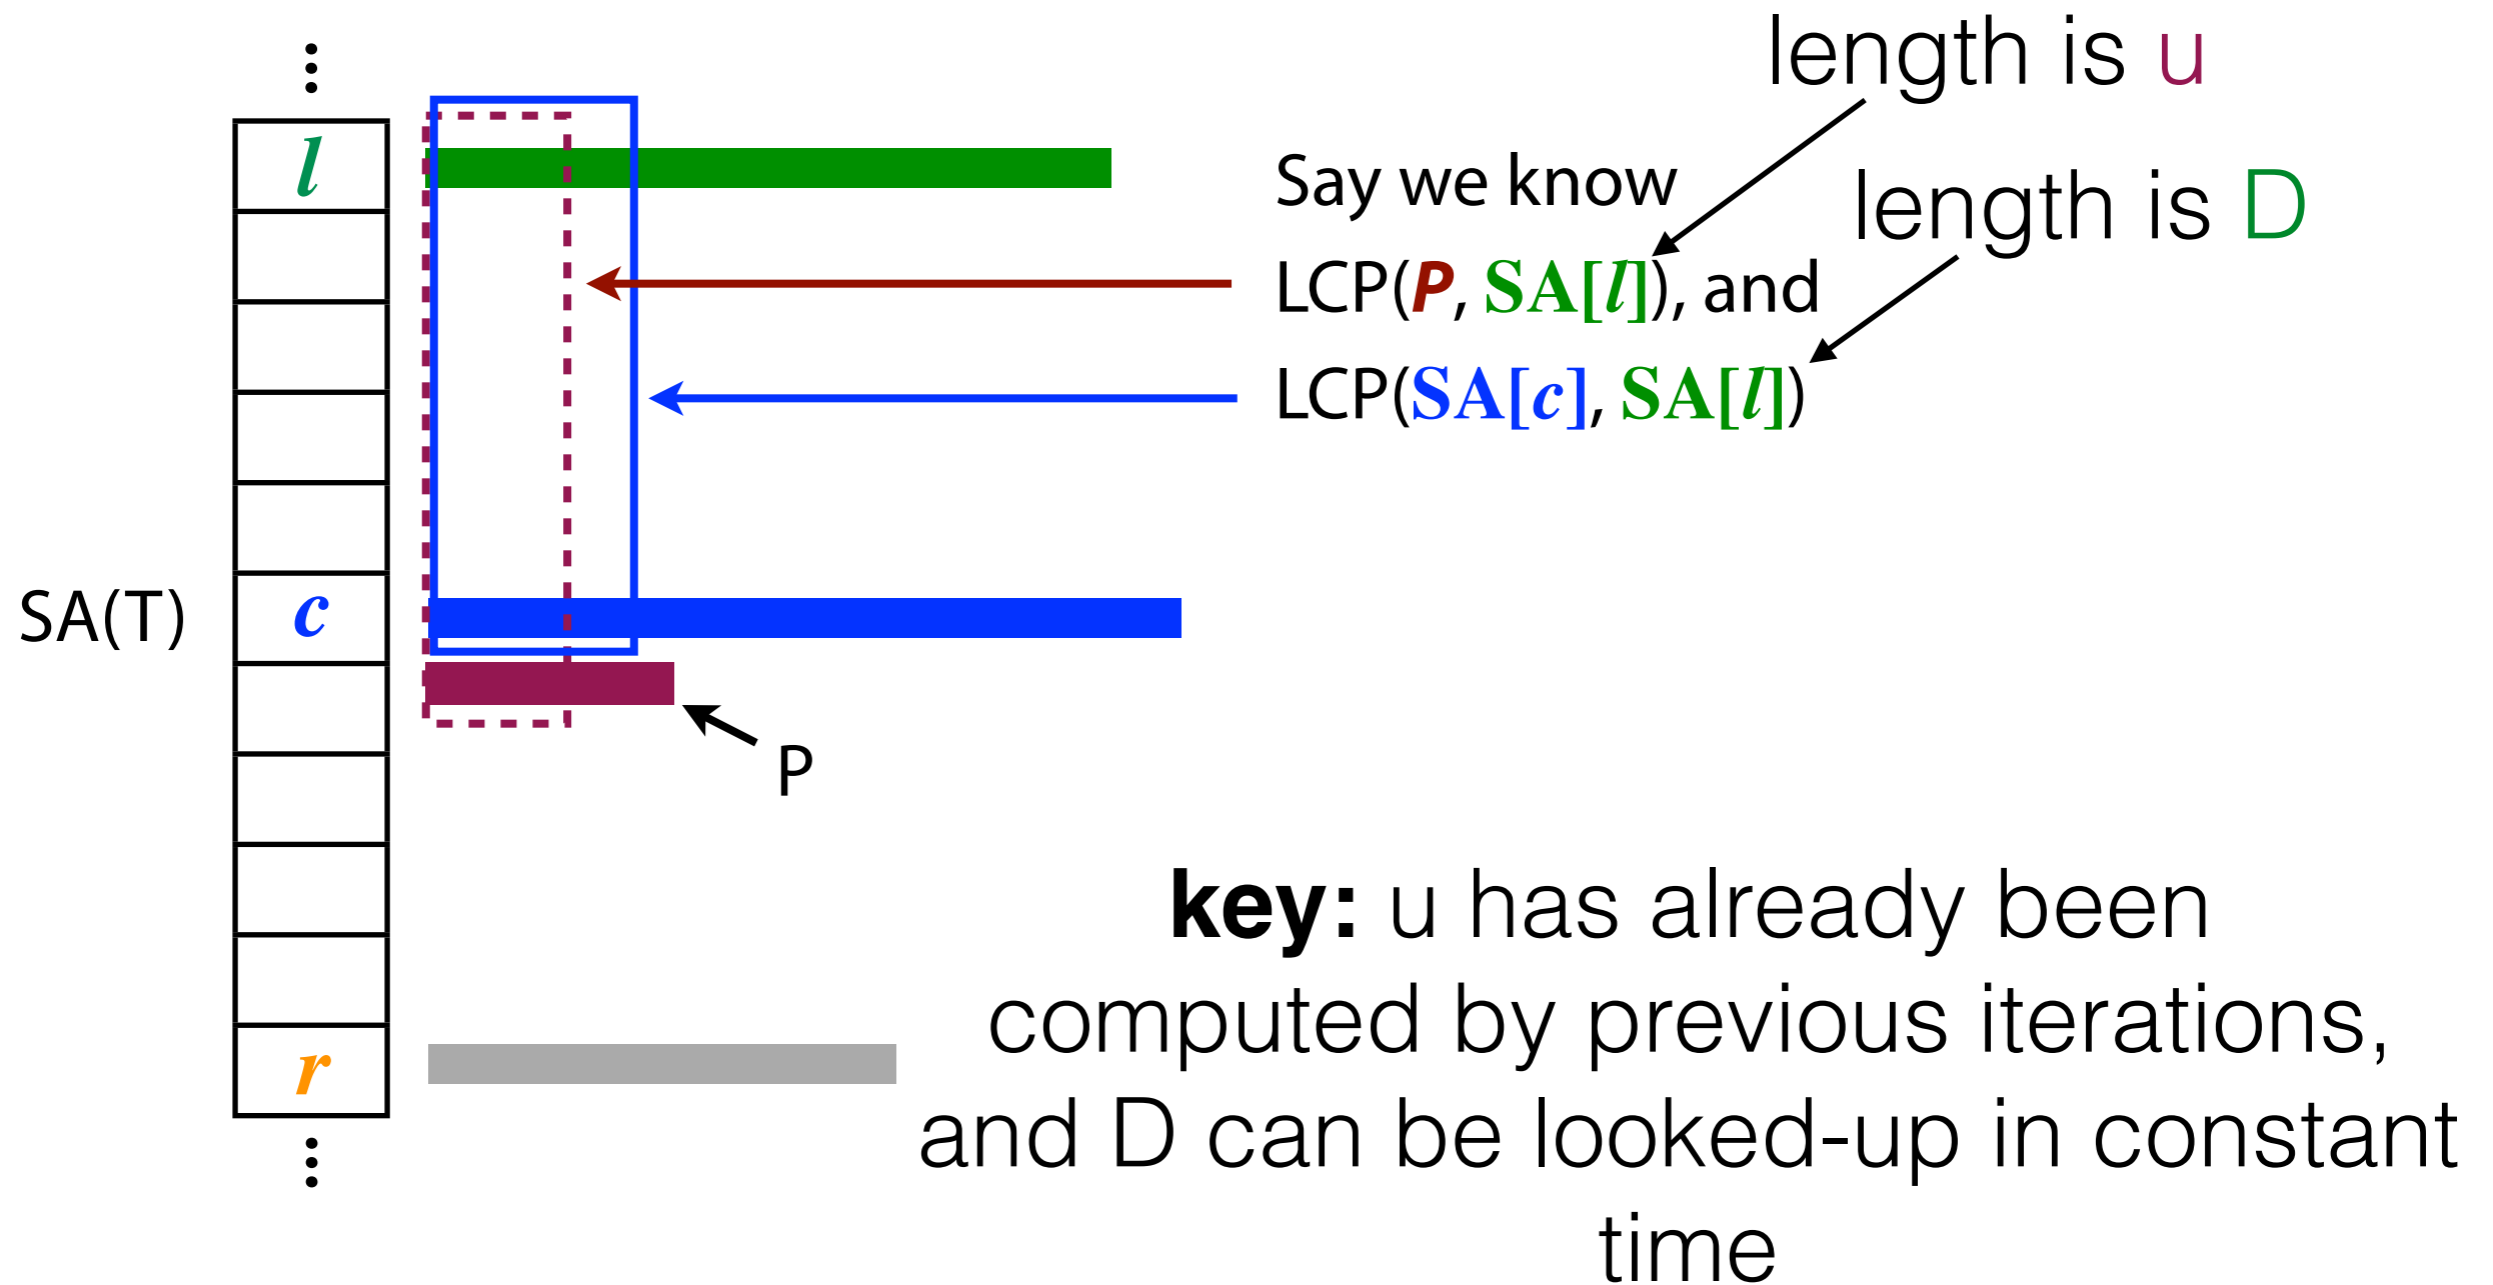 length is u
l
Say we know
length is D
LCP(P, SA[l]), and
LCP(SA[c], SA[l])
SA(T)
c
P
key: u has already been
computed by previous iterations,
and D can be looked-up in constant
time
r